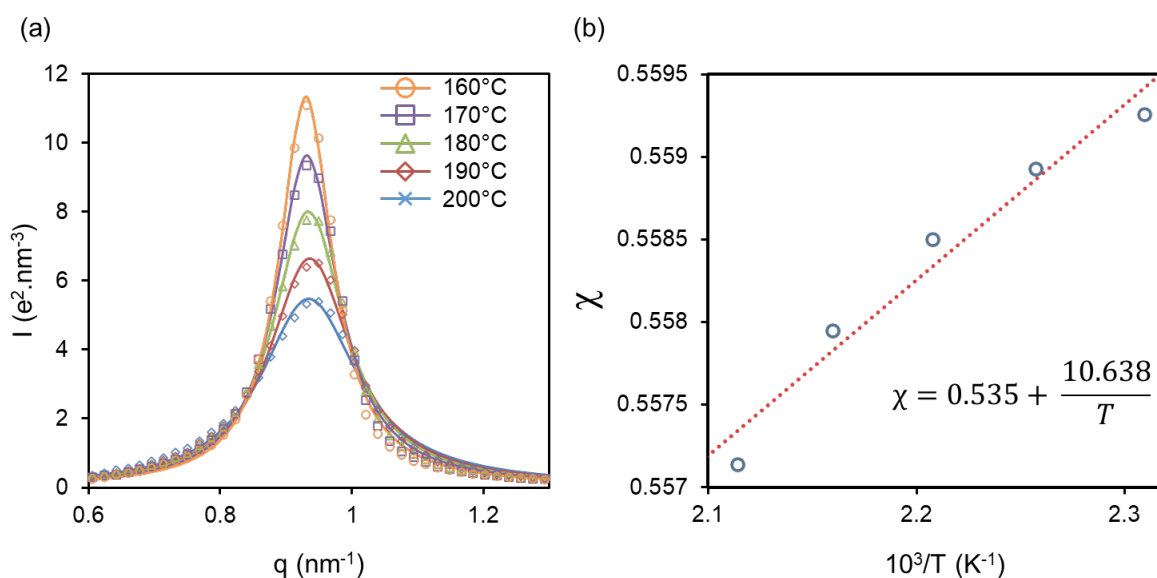 (a)
(b)
12
10
8
6
4
2
0
I (e².nm⁻³)
0.6
0.8
1
1.2
q (nm⁻¹)
160°C
170°C
180°C
190°C
200°C
0.5595
0.559
0.5585
0.558
0.5575
0.557
χ
2.1
2.2
2.3
10³/T (K⁻¹)
χ = 0.535 + 10.638/T